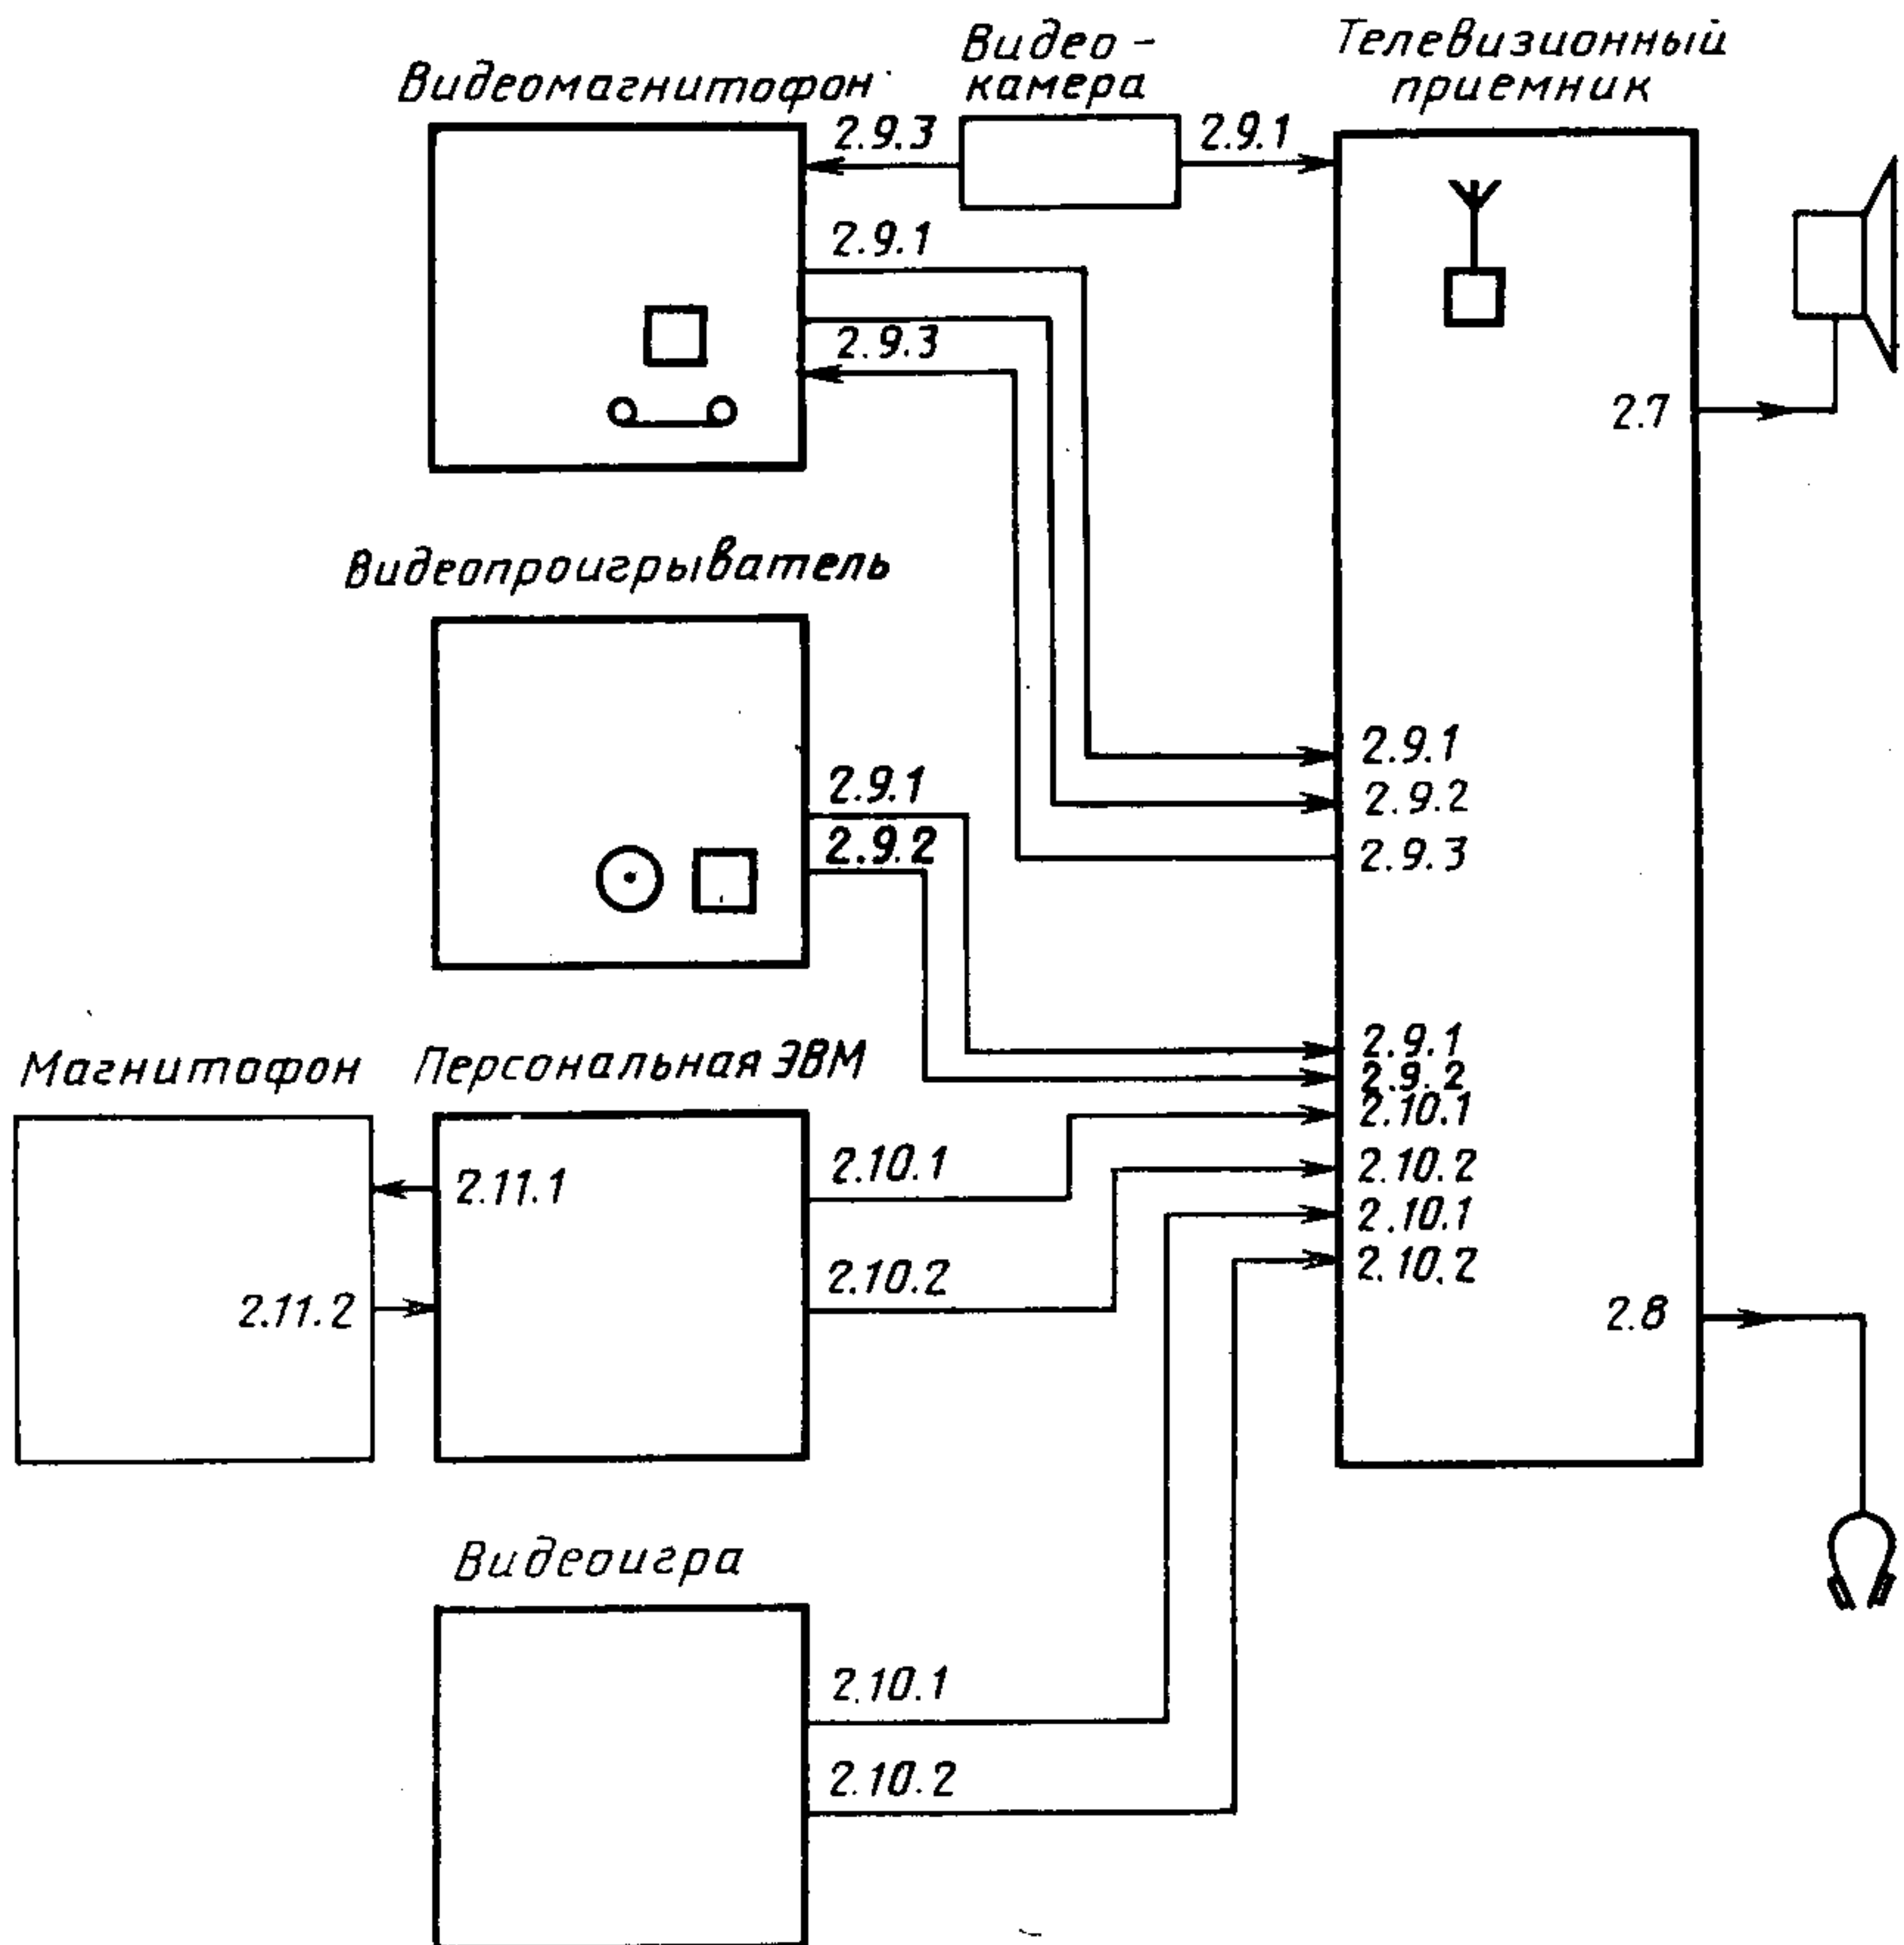 Видео-
камера
Телевизионный
приемник
Видеомагнитофон
2.9.3
2.9.1
2.9.1
2.9.3
2.7
Видеопроигрыватель
2.9.1
2.9.2
2.9.3
2.9.1
2.9.2
2.9.1
2.9.2
2.10.1
2.10.2
2.10.1
2.10.2
Магнитофон
Персональная ЭВМ
2.11.1
2.11.2
2.10.1
2.10.2
2.8
Видеоигра
2.10.1
2.10.2